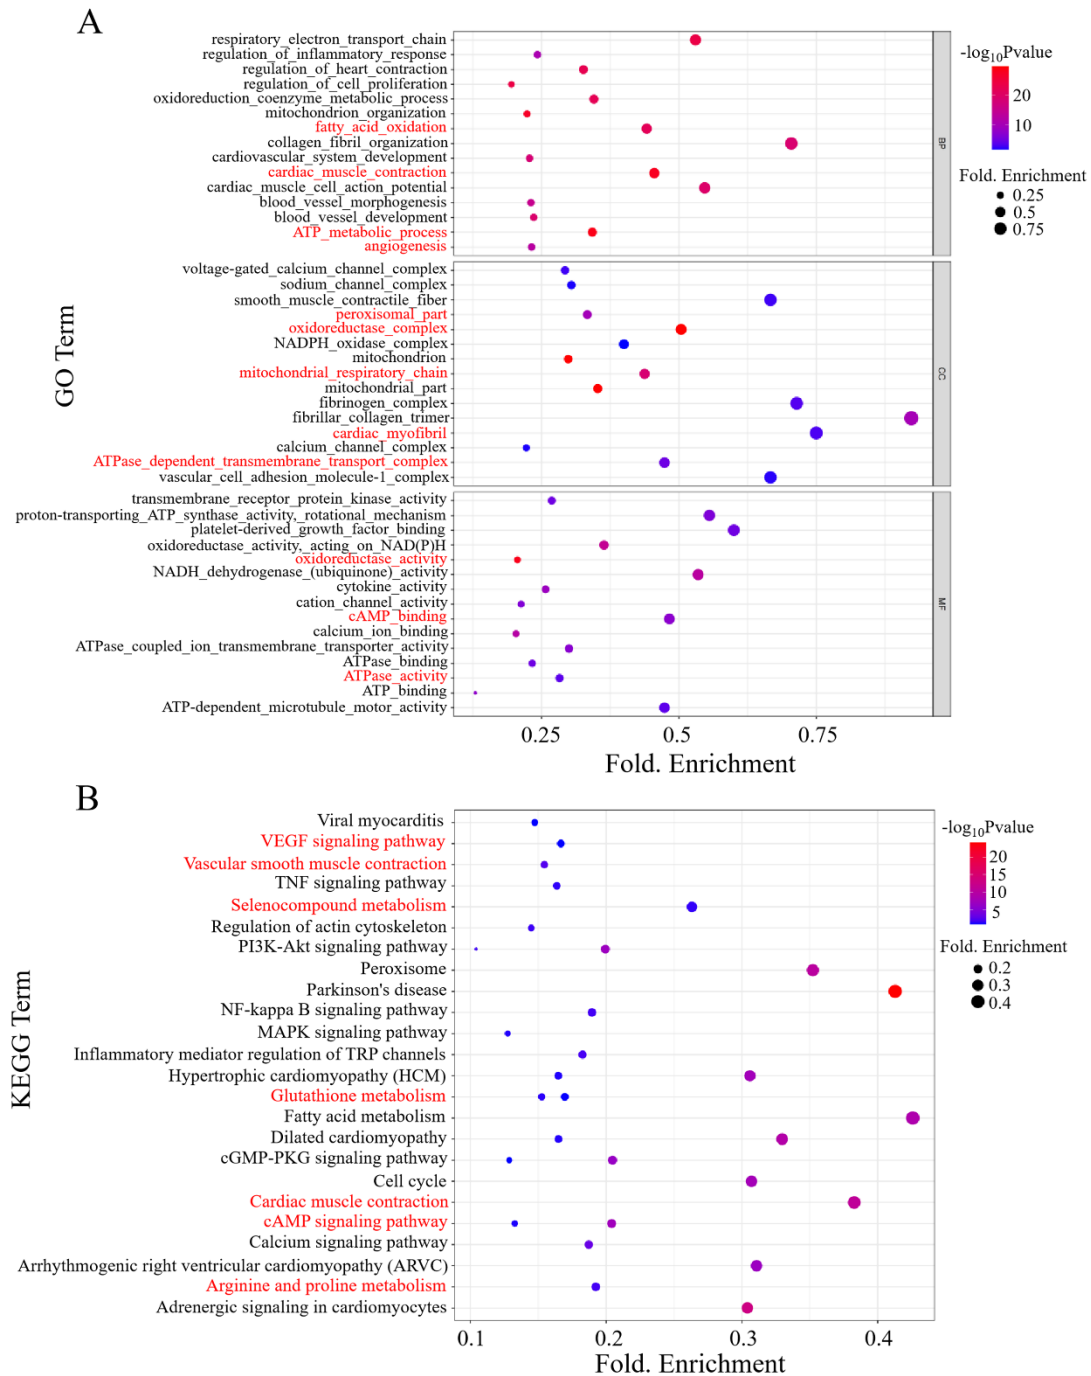 A
respiratory_electron_transport_chain
regulation_of_inflammatory_response
regulation_of_heart_contraction
regulation_of_cell_proliferation
oxidoreduction_coenzyme_metabolic_process
mitochondrion_organization
fatty_acid_oxidation
collagen_fibril_organization
cardiovascular_system_development
cardiac_muscle_contraction
cardiac_muscle_cell_action_potential
blood_vessel_morphogenesis
blood_vessel_development
ATP_metabolic_process
angiogenesis
BP
voltage-gated_calcium_channel_complex
sodium_channel_complex
smooth_muscle_contractile_fiber
peroxisomal_part
oxidoreductase_complex
NADPH_oxidase_complex
mitochondrion
mitochondrial_respiratory_chain
mitochondrial_part
fibrinogen_complex
fibrillar_collagen_trimer
cardiac_myofibril
calcium_channel_complex
ATPase_dependent_transmembrane_transport_complex
vascular_cell_adhesion_molecule-1_complex
CC
transmembrane_receptor_protein_kinase_activity
proton-transporting_ATP_synthase_activity,_rotational_mechanism
platelet-derived_growth_factor_binding
oxidoreductase_activity,_acting_on_NAD(P)H
oxidoreductase_activity
NADH_dehydrogenase_(ubiquinone)_activity
cytokine_activity
cation_channel_activity
cAMP_binding
calcium_ion_binding
ATPase_coupled_ion_transmembrane_transporter_activity
ATPase_binding
ATPase_activity
ATP_binding
ATP-dependent_microtubule_motor_activity
MF
GO Term
0.25 0.5 0.75
Fold. Enrichment
-log10Pvalue
20
10
Fold. Enrichment
0.25
0.5
0.75
B
Viral myocarditis
VEGF signaling pathway
Vascular smooth muscle contraction
TNF signaling pathway
Selenocompound metabolism
Regulation of actin cytoskeleton
PI3K-Akt signaling pathway
Peroxisome
Parkinson's disease
NF-kappa B signaling pathway
MAPK signaling pathway
Inflammatory mediator regulation of TRP channels
Hypertrophic cardiomyopathy (HCM)
Glutathione metabolism
Fatty acid metabolism
Dilated cardiomyopathy
cGMP-PKG signaling pathway
Cell cycle
Cardiac muscle contraction
cAMP signaling pathway
Calcium signaling pathway
Arrhythmogenic right ventricular cardiomyopathy (ARVC)
Arginine and proline metabolism
Adrenergic signaling in cardiomyocytes
KEGG Term
0.1 0.2 0.3 0.4
Fold. Enrichment
-log10Pvalue
20
15
10
5
Fold. Enrichment
0.2
0.3
0.4